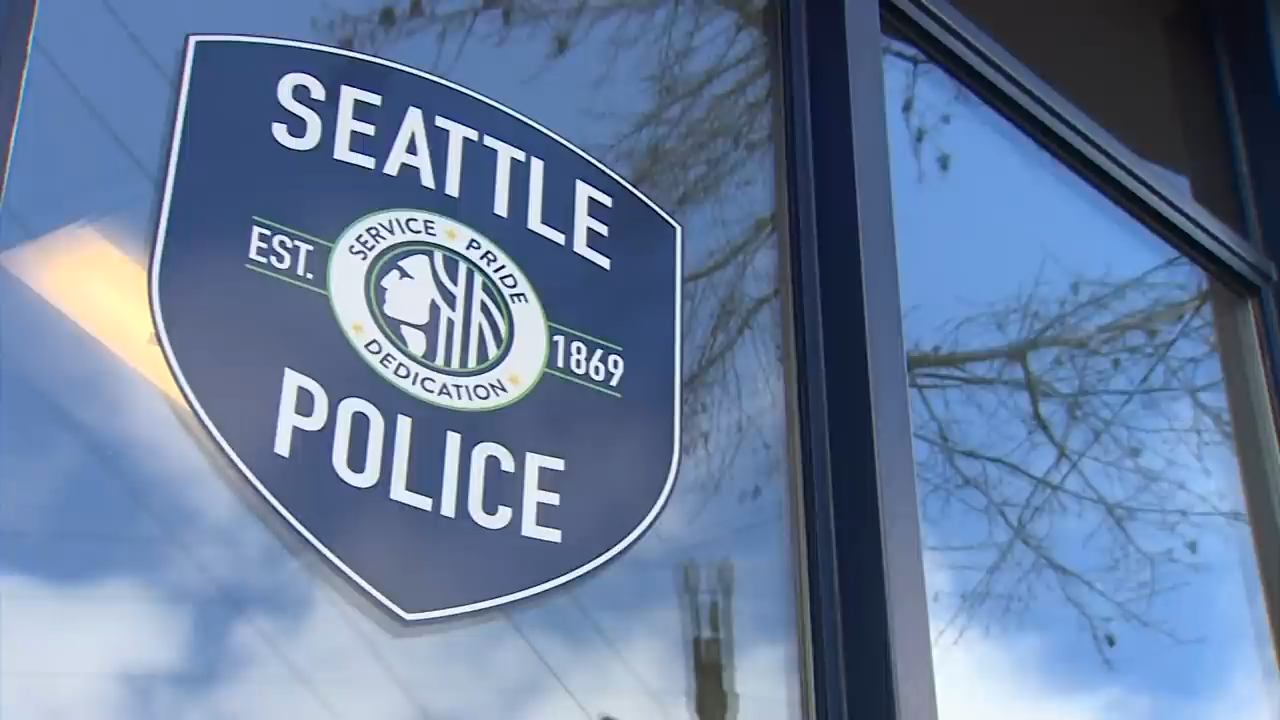 SEATTLE
EST.
SERVICE ★ PRIDE
★ DEDICATION ★
1869
POLICE